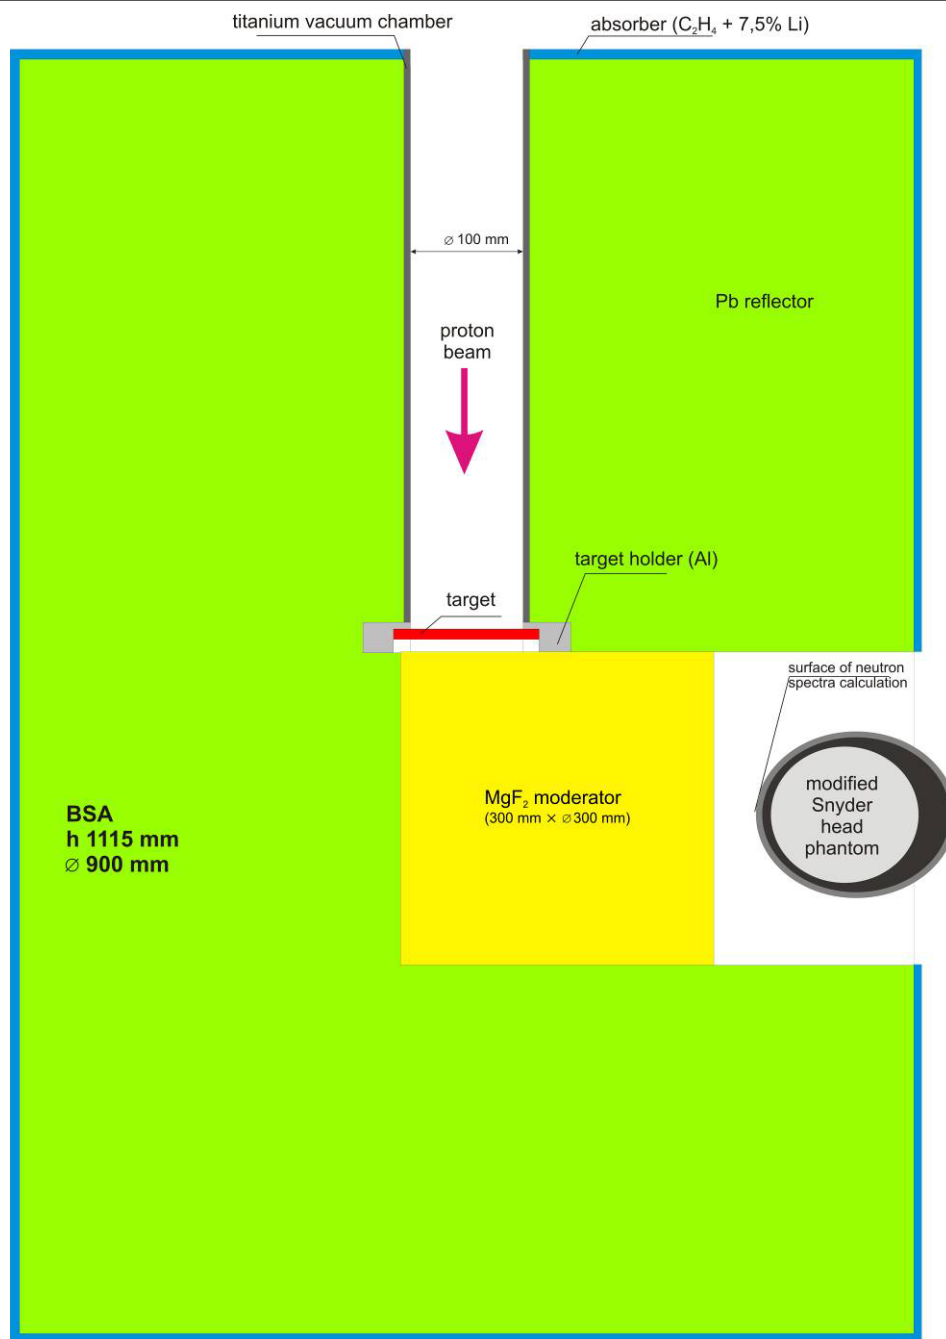 titanium vacuum chamber
absorber (C₂H₄ + 7,5% Li)
⌀ 100 mm
Pb reflector
proton
beam
target holder (Al)
target
surface of neutron
spectra calculation
MgF₂ moderator
(300 mm × ⌀ 300 mm)
modified
Snyder
head
phantom
BSA
h 1115 mm
⌀ 900 mm